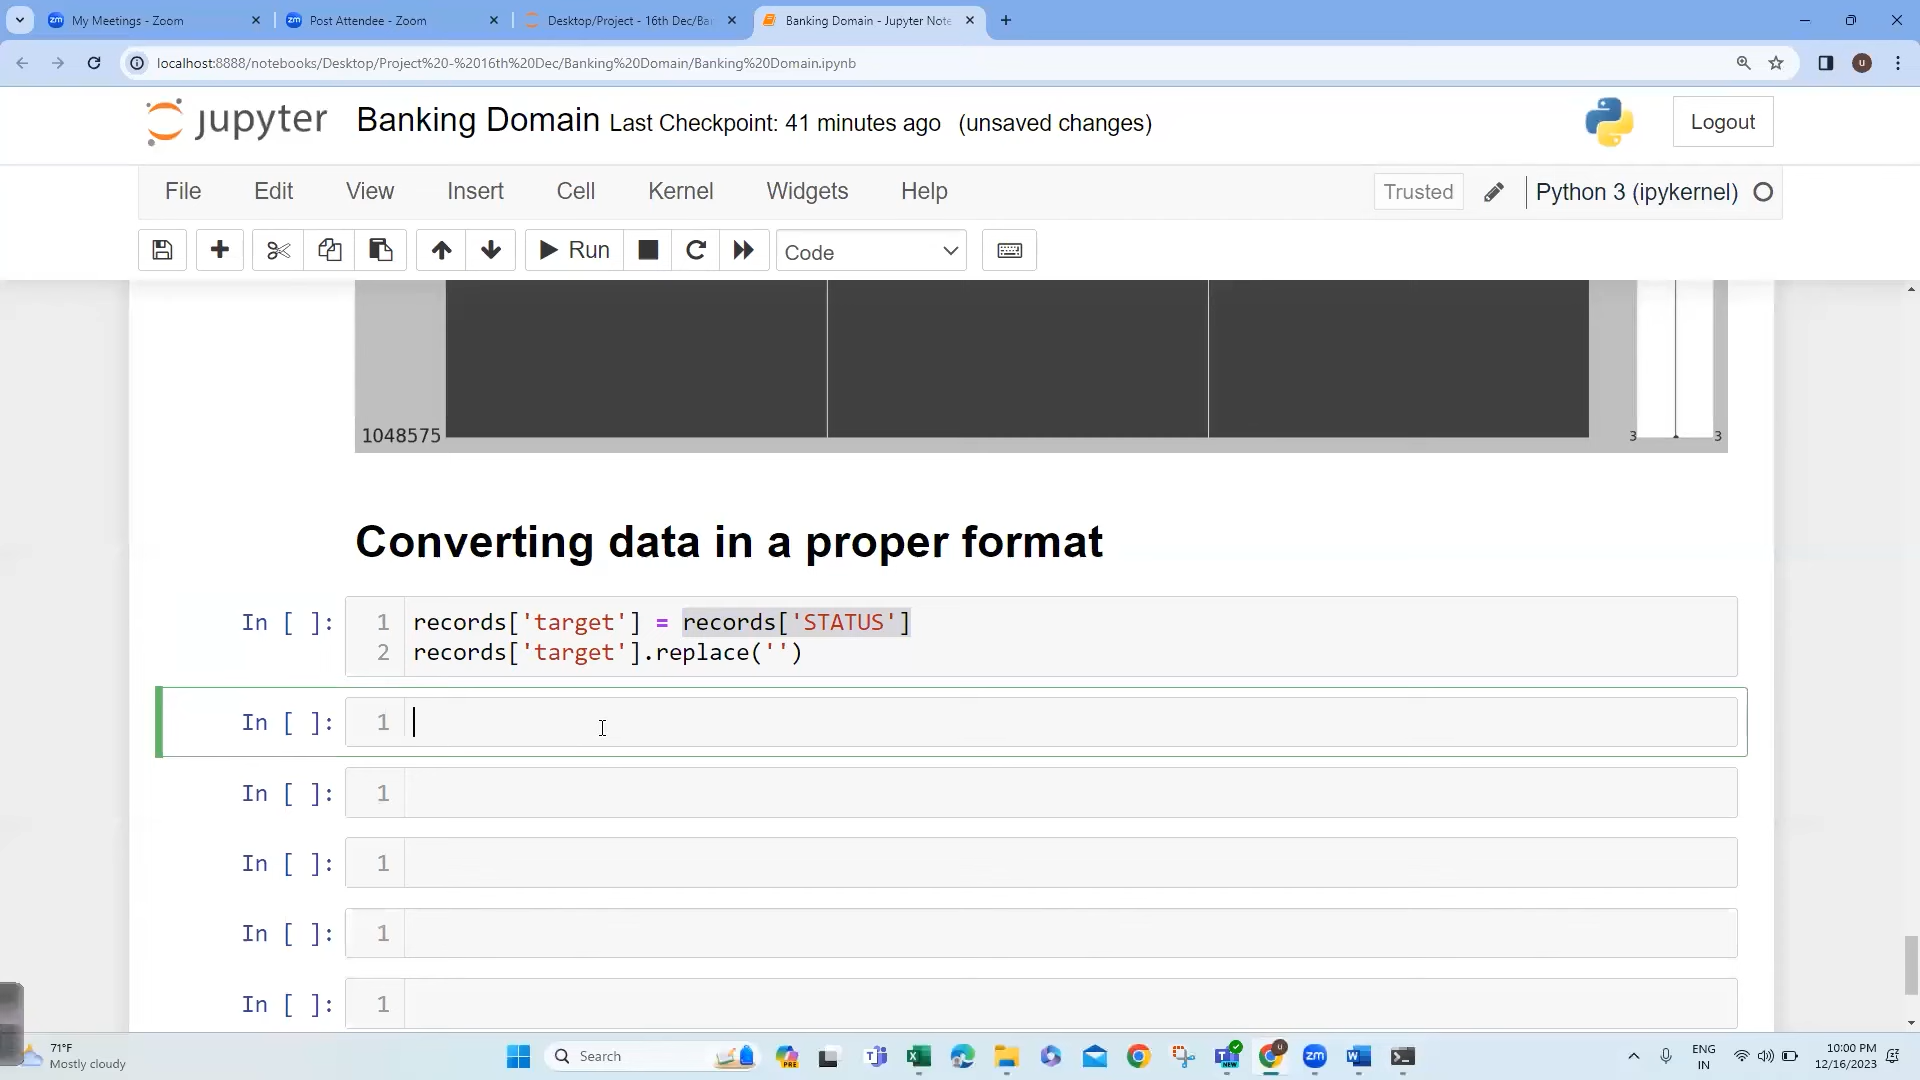 My Meetings - Zoom
Post Attendee - Zoom
Desktop/Project - 16th Dec/Ba
Banking Domain - Jupyter Note
localhost:8888/notebooks/Desktop/Project%20-%2016th%20Dec/Banking%20Domain/Banking%20Domain.ipynb
u
jupyter Banking Domain Last Checkpoint: 41 minutes ago (unsaved changes)
Logout
File Edit View Insert Cell Kernel Widgets Help
Trusted
Python 3 (ipykernel)
Run
Code
1048575
3 3
Converting data in a proper format
In [ ]: 1 records['target'] = records['STATUS']
2 records['target'].replace('')
In [ ]: 1
In [ ]: 1
In [ ]: 1
In [ ]: 1
In [ ]: 1
71°F
Mostly cloudy
Search
ENG
IN
10:00 PM
12/16/2023